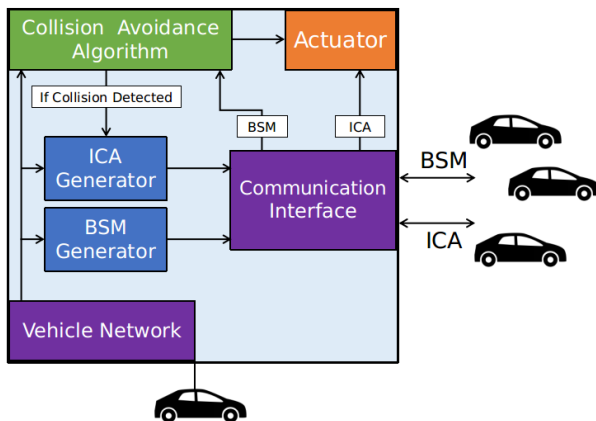 Collision Avoidance
Algorithm
Actuator
If Collision Detected
BSM
ICA
ICA
Generator
Communication
Interface
BSM
Generator
BSM
ICA
Vehicle Network